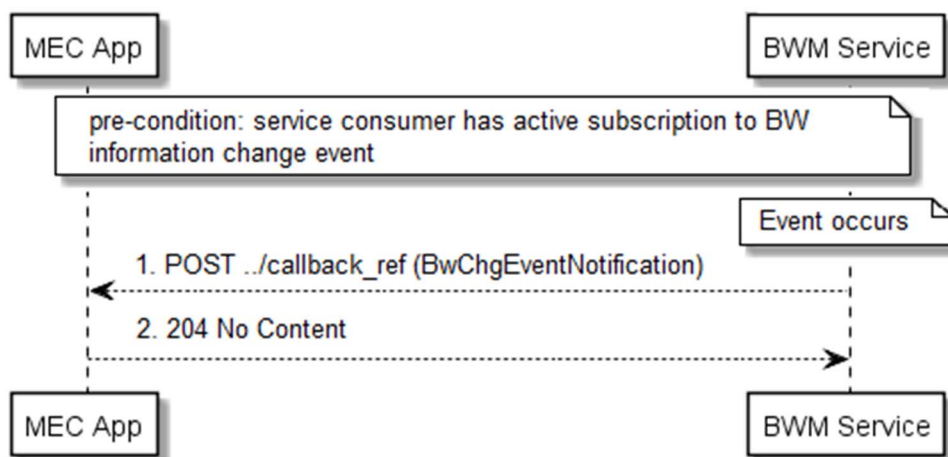 MEC App
BWM Service
pre-condition: service consumer has active subscription to BW
information change event
Event occurs
1. POST ../callback_ref (BwChgEventNotification)
2. 204 No Content
MEC App
BWM Service